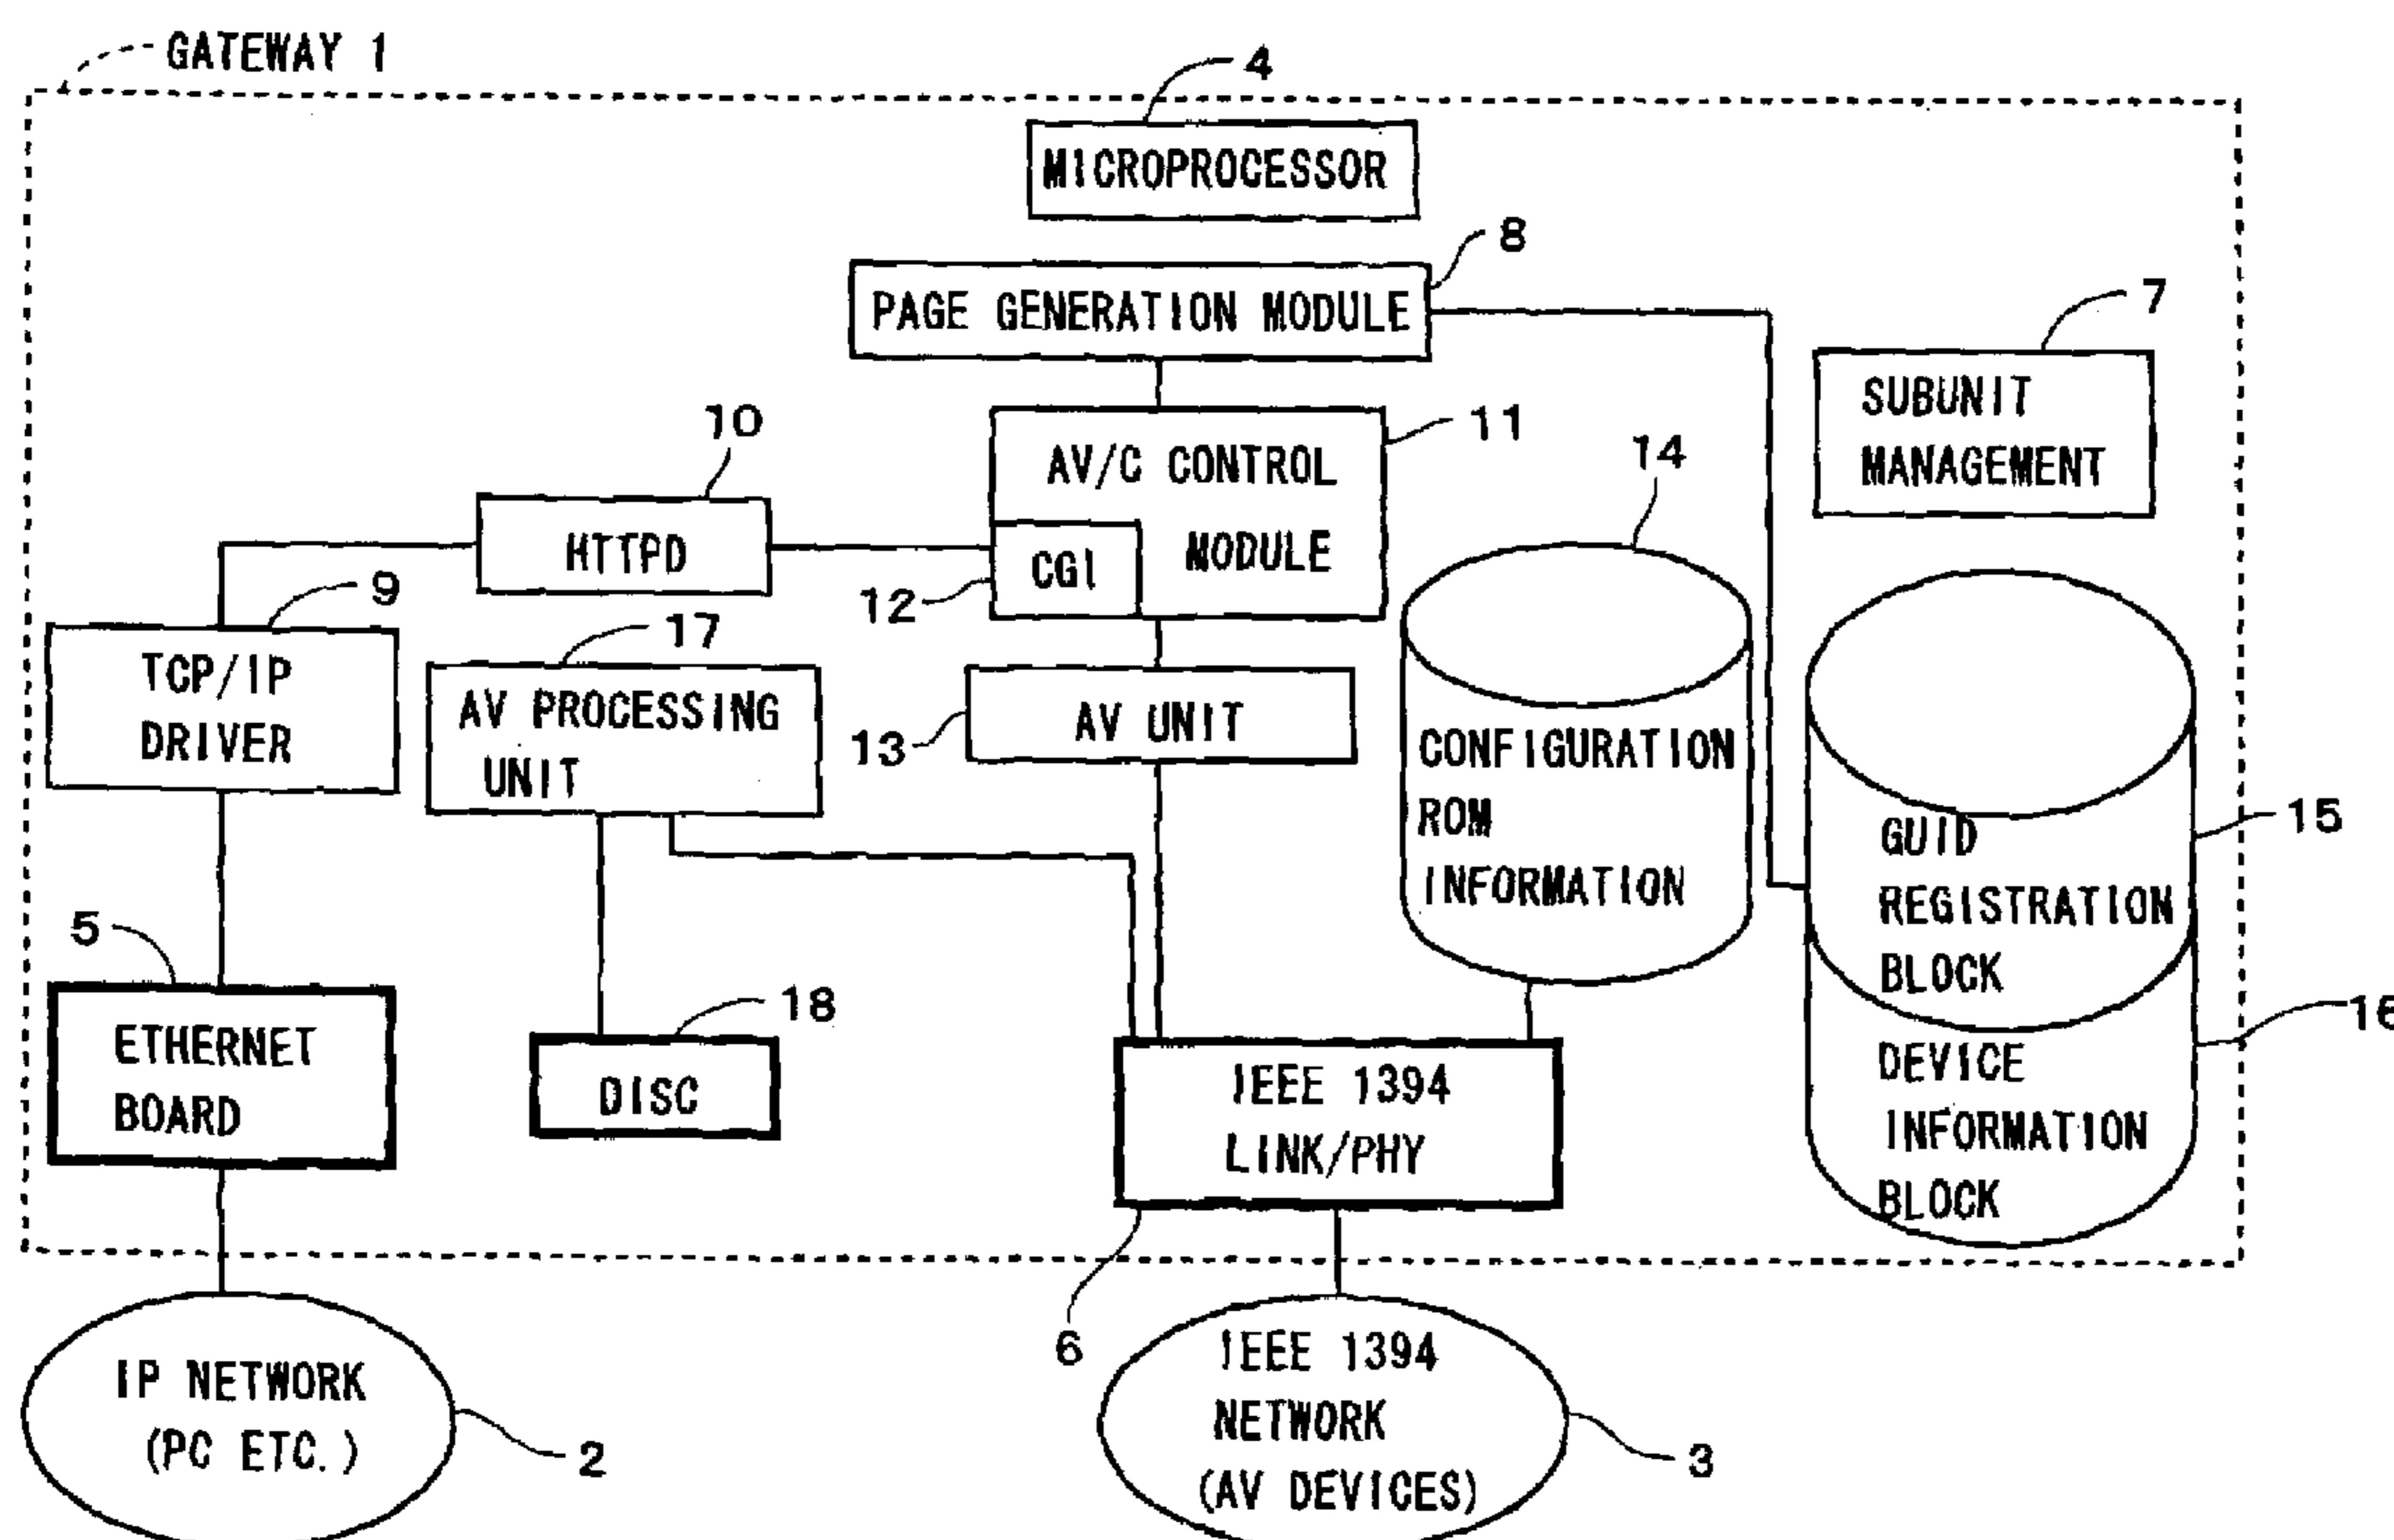 GATEWAY 1
4
MICROPROCESSOR
8
PAGE GENERATION MODULE
7
SUBUNIT
MANAGEMENT
10
HTTPD
11
AV/C CONTROL
MODULE
CGI
12
14
CONFIGURATION
ROM
INFORMATION
9
TCP/IP
DRIVER
17
AV PROCESSING
UNIT
13
AV UNIT
15
GUID
REGISTRATION
BLOCK
16
DEVICE
INFORMATION
BLOCK
5
ETHERNET
BOARD
18
DISC
IEEE 1394
LINK/PHY
6
IP NETWORK
(PC ETC.)
2
IEEE 1394
NETWORK
(AV DEVICES)
3